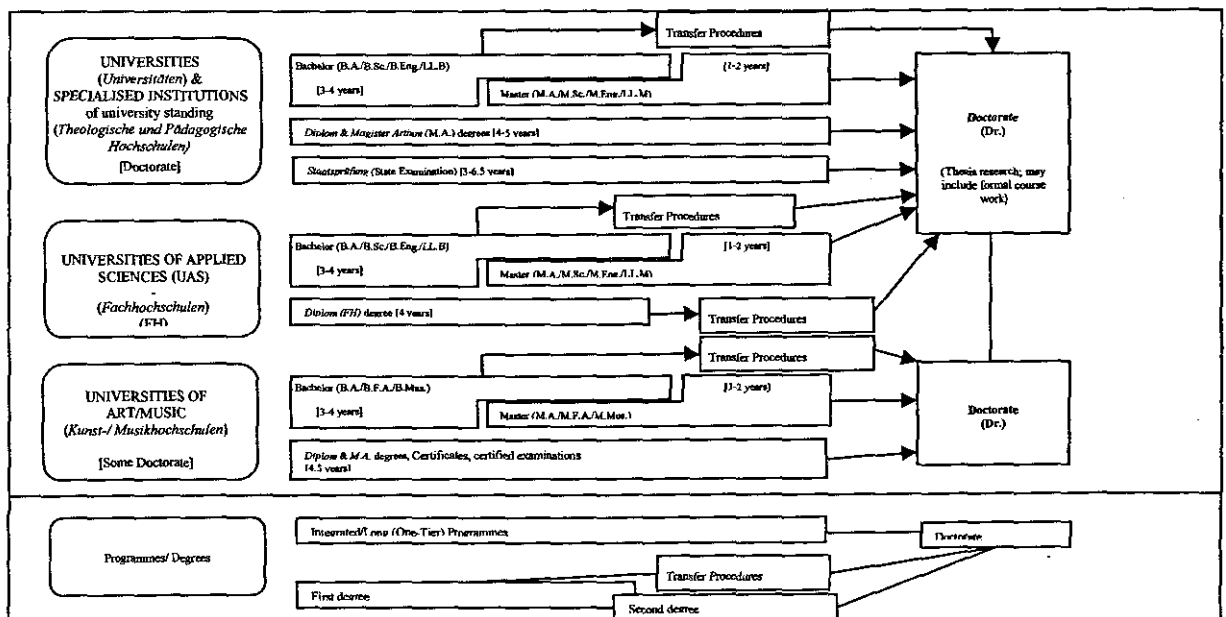 Transfer Procedures
UNIVERSITIES
(Universitäten) &
SPECIALISED INSTITUTIONS
of university standing
(Theologische und Pädagogische
Hochschulen)
[Doctorate]
Bachelor (B.A./B.Sc./B.Eng./LL.B)
[3-4 years]
[1-2 years]
Master (M.A./M.Sc./M.Eng./LL.M)
Diplom & Magister Artium (M.A.) degrees [4-5 years]
Staatsprüfung (State Examination) [3-6.5 years]
Doctorate
(Dr.)
(Thesis research; may
include formal course
work)
Transfer Procedures
UNIVERSITIES OF APPLIED
SCIENCES (UAS)
-
(Fachhochschulen)
(FH)
Bachelor (B.A./B.Sc./B.Eng./LL.B)
[3-4 years]
[1-2 years]
Master (M.A./M.Sc./M.Eng./LL.M)
Diplom (FH) degree [4 years]
Transfer Procedures
Transfer Procedures
UNIVERSITIES OF
ART/MUSIC
(Kunst-/ Musikhochschulen)
[Some Doctorate]
Bachelor (B.A./B.F.A./B.Mus.)
[3-4 years]
[1-2 years]
Master (M.A./M.F.A./M.Mus.)
Diplom & M.A. degrees, Certificates, certified examinations
[4.5 years]
Doctorate
(Dr.)
Programmes/ Degrees
Integrated/Long (One-Tier) Programmes
Doctorate
Transfer Procedures
First degree
Second degree